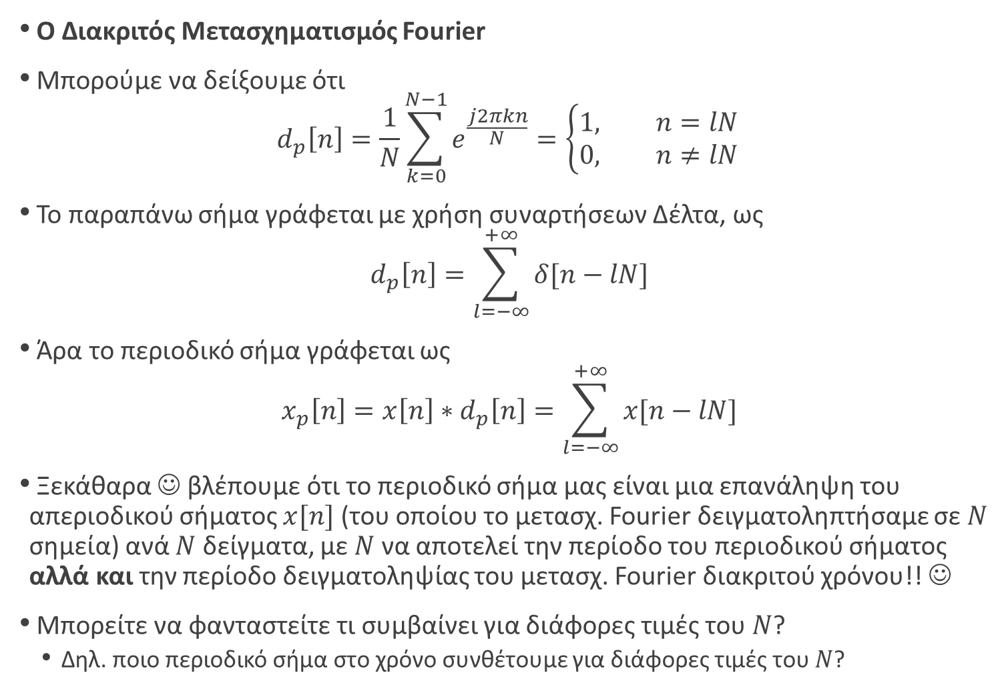 • Ο Διακριτός Μετασχηματισμός Fourier
• Μπορούμε να δείξουμε ότι
$d_p[n] = \frac{1}{N} \sum_{k=0}^{N-1} e^{\frac{j2\pi kn}{N}} = \begin{cases} 1, & n = lN \\ 0, & n \neq lN \end{cases}$
• Το παραπάνω σήμα γράφεται με χρήση συναρτήσεων Δέλτα, ως
$d_p[n] = \sum_{l=-\infty}^{+\infty} \delta[n - lN]$
• Άρα το περιοδικό σήμα γράφεται ως
$x_p[n] = x[n] * d_p[n] = \sum_{l=-\infty}^{+\infty} x[n - lN]$
• Ξεκάθαρα ☺ βλέπουμε ότι το περιοδικό σήμα μας είναι μια επανάληψη του
απεριοδικού σήματος $x[n]$ (του οποίου το μετασχ. Fourier δειγματοληπτήσαμε σε $N$
σημεία) ανά $N$ δείγματα, με $N$ να αποτελεί την περίοδο του περιοδικού σήματος
αλλά και την περίοδο δειγματοληψίας του μετασχ. Fourier διακριτού χρόνου!! ☺
• Μπορείτε να φανταστείτε τι συμβαίνει για διάφορες τιμές του $N$?
• Δηλ. ποιο περιοδικό σήμα στο χρόνο συνθέτουμε για διάφορες τιμές του $N$?